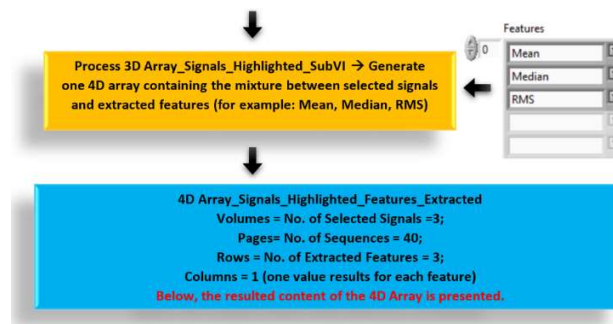 Features
0
Mean
Median
RMS
Process 3D Array_Signals_Highlighted_SubVI → Generate
one 4D array containing the mixture between selected signals
and extracted features (for example: Mean, Median, RMS)
4D Array_Signals_Highlighted_Features_Extracted
Volumes = No. of Selected Signals =3;
Pages= No. of Sequences = 40;
Rows = No. of Extracted Features = 3;
Columns = 1 (one value results for each feature)
Below, the resulted content of the 4D Array is presented.